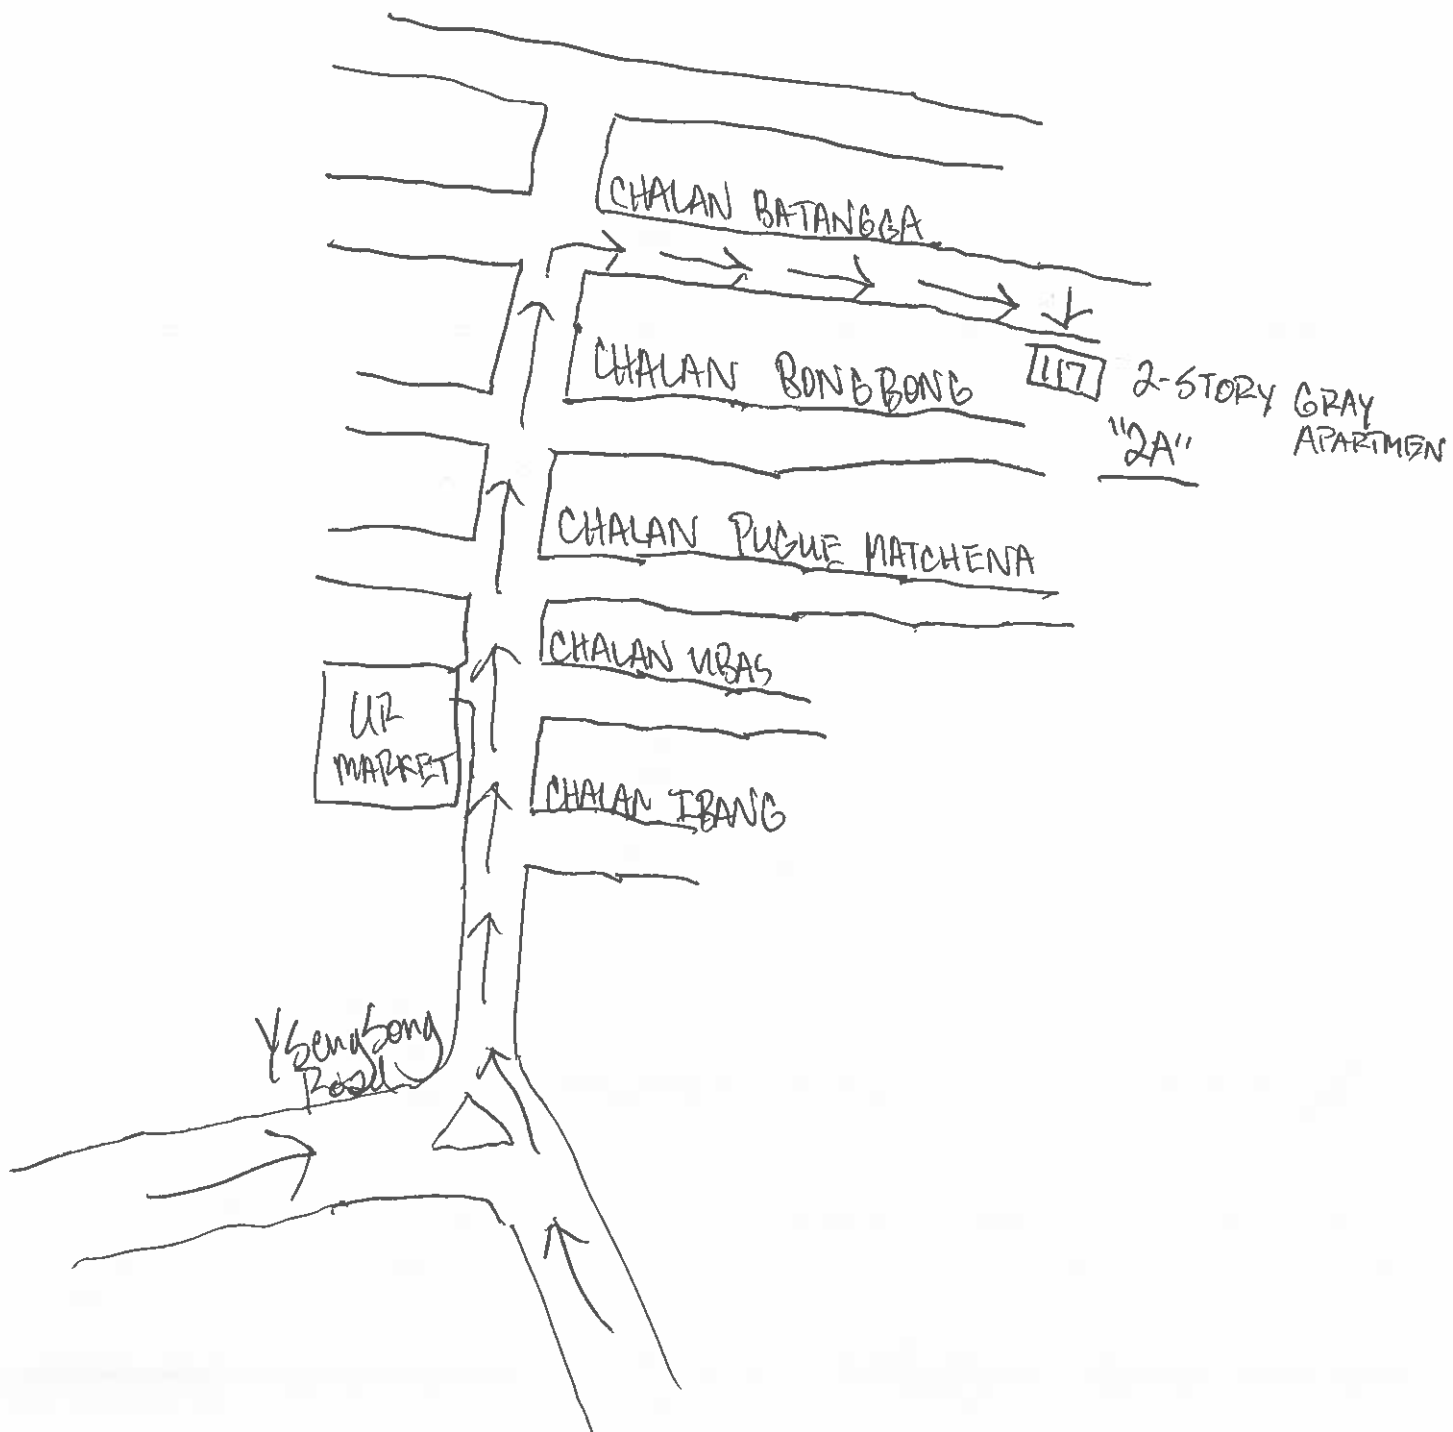 CHALAN BATANGGA
CHALAN BONGBONG
117
2-STORY GRAY
APARTMEN
"2A"
CHALAN PUGUE MATCHENA
CHALAN UBAS
UR
MARKET
CHALAN IBANG
YSengSong
Road